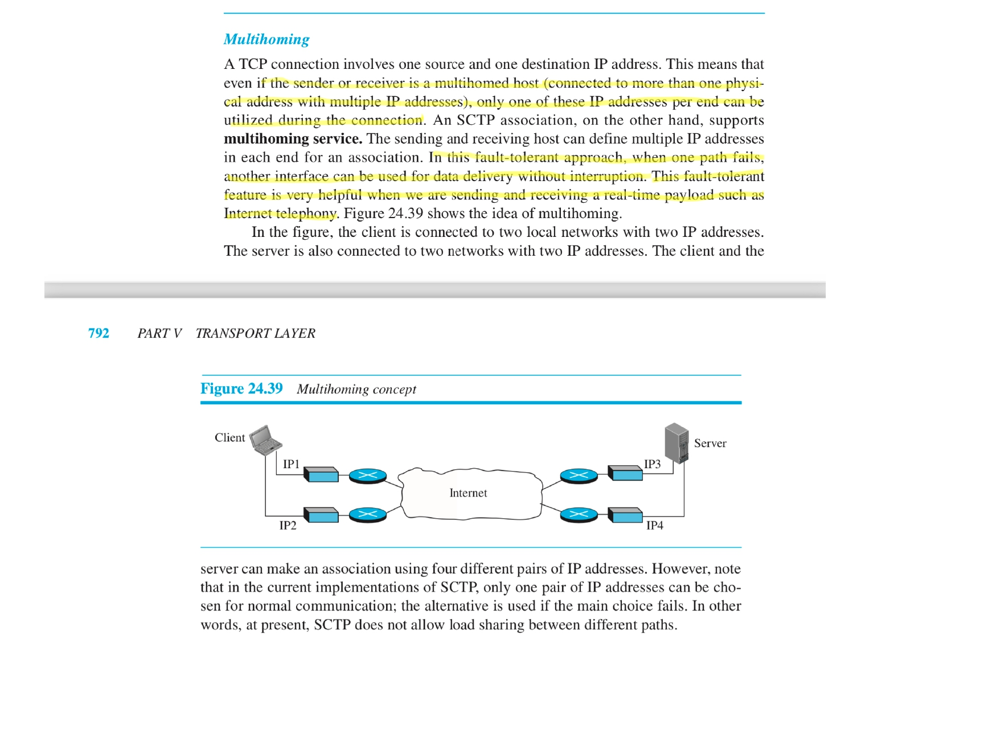 Multihoming
A TCP connection involves one source and one destination IP address. This means that
even if the sender or receiver is a multihomed host (connected to more than one physi-
cal address with multiple IP addresses), only one of these IP addresses per end can be
utilized during the connection. An SCTP association, on the other hand, supports
multihoming service. The sending and receiving host can define multiple IP addresses
in each end for an association. In this fault-tolerant approach, when one path fails,
another interface can be used for data delivery without interruption. This fault-tolerant
feature is very helpful when we are sending and receiving a real-time payload such as
Internet telephony. Figure 24.39 shows the idea of multihoming.
In the figure, the client is connected to two local networks with two IP addresses.
The server is also connected to two networks with two IP addresses. The client and the
792 PART V TRANSPORT LAYER
Figure 24.39 Multihoming concept
Client
Server
IP1
IP3
Internet
IP2
IP4
server can make an association using four different pairs of IP addresses. However, note
that in the current implementations of SCTP, only one pair of IP addresses can be cho-
sen for normal communication; the alternative is used if the main choice fails. In other
words, at present, SCTP does not allow load sharing between different paths.